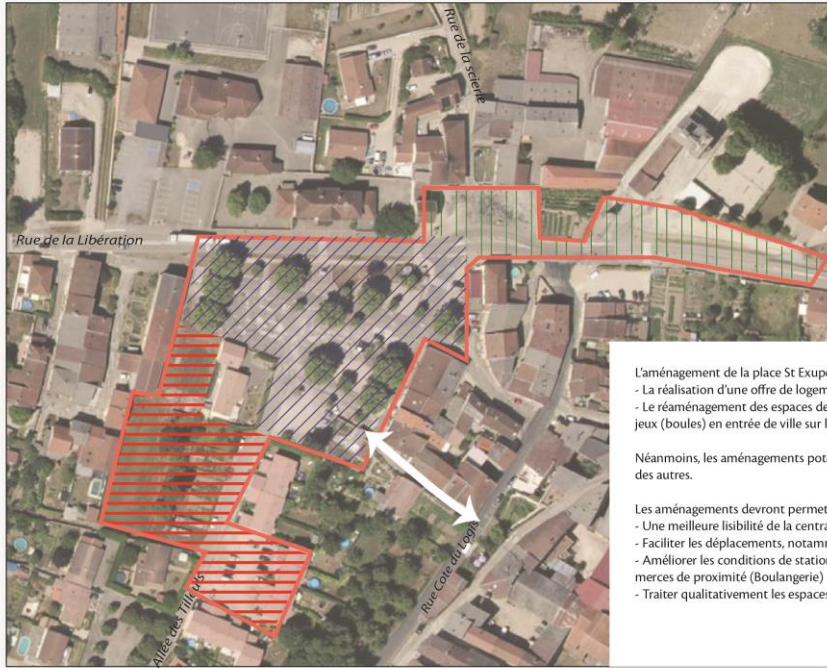 Rue de la scierie
Rue de la Libération
L'aménagement de la place St Exupé
- La réalisation d'une offre de logem
- Le réaménagement des espaces de
jeux (boules) en entrée de ville sur l
Néanmoins, les aménagements pot
des autres.
Les aménagements devront permet
- Une meilleure lisibilité de la centra
- Faciliter les déplacements, notamm
- Améliorer les conditions de station
merces de proximité (Boulangerie)
- Traiter qualitativement les espaces
Rue Cote du Logis
Allée des Tilleuls